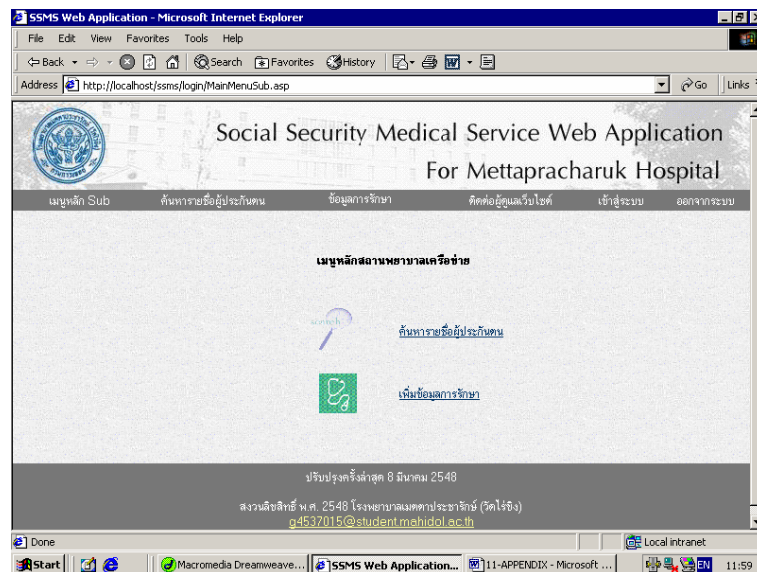 SSMS Web Application - Microsoft Internet Explorer
File Edit View Favorites Tools Help
Back Search Favorites History
Address http://localhost/ssms/login/MainMenuSub.asp Go Links
Social Security Medical Service Web Application
For Mettapracharuk Hospital
เมนูหลัก Sub ค้นหารายชื่อผู้ประกันตน ข้อมูลการรักษา ติดต่อผู้ดูแลเว็บไซต์ เข้าสู่ระบบ ออกจากระบบ
เมนูหลักสถานพยาบาลเครือข่าย
search
ค้นหารายชื่อผู้ประกันตน
เพิ่มข้อมูลการรักษา
ปรับปรุงครั้งล่าสุด 8 มีนาคม 2548
สงวนลิขสิทธิ์ พ.ศ. 2548 โรงพยาบาลเมตตาประชารักษ์ (วัดไร่ขิง)
g4537015@student.mahidol.ac.th
Done Local intranet
Start Macromedia Dreamweave... SSMS Web Application... 11-APPENDIX - Microsoft ... EN 11:59